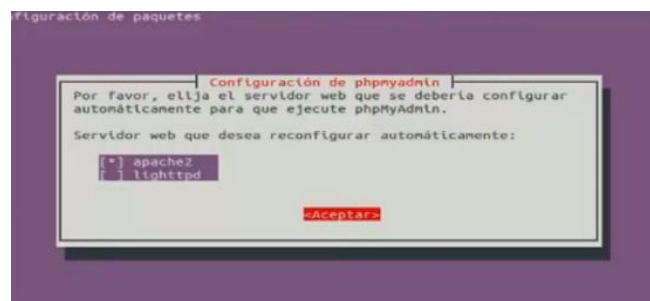 figuración de paquetes
Configuración de phpmyadmin
Por favor, elija el servidor web que se debería configurar
automáticamente para que ejecute phpMyAdmin.
Servidor web que desea reconfigurar automáticamente:
[*] apache2
[ ] lighttpd
<Aceptar>